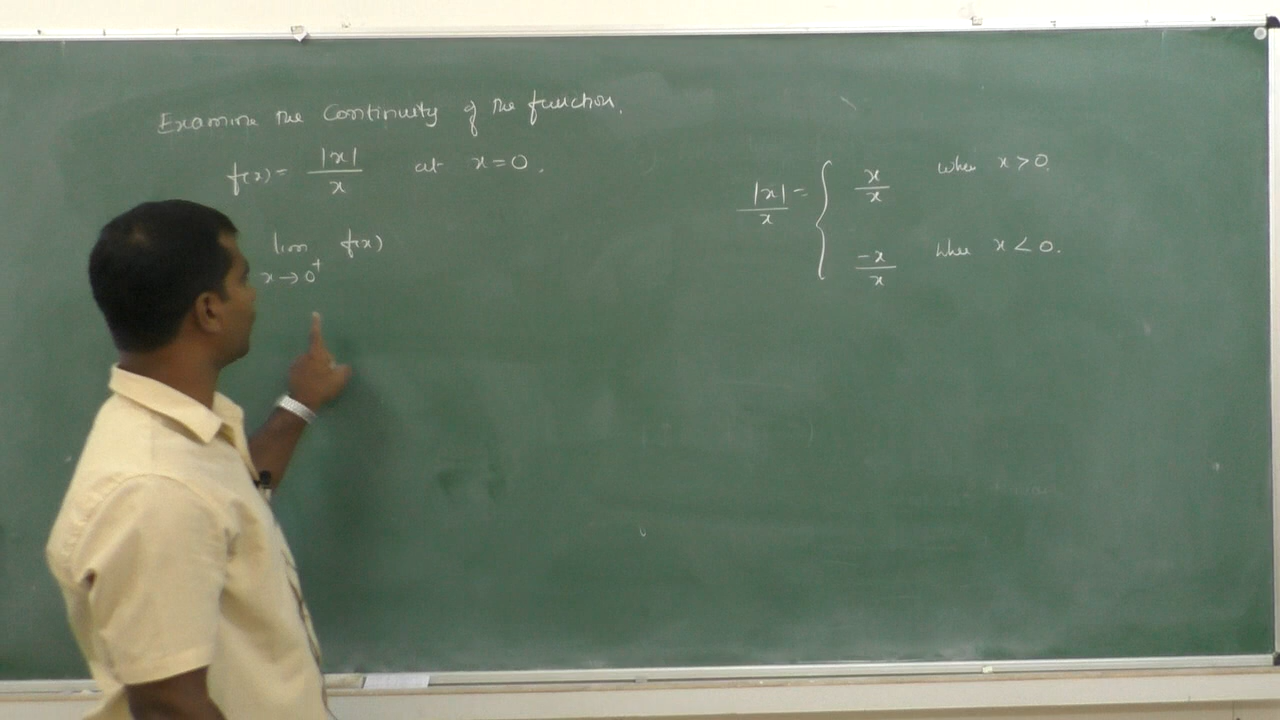 Examine the Continuity of the function.
f(x) = |x| / x at x = 0.
lim x → 0⁺ f(x)
|x| / x = { x / x when x > 0.
-x / x when x < 0.